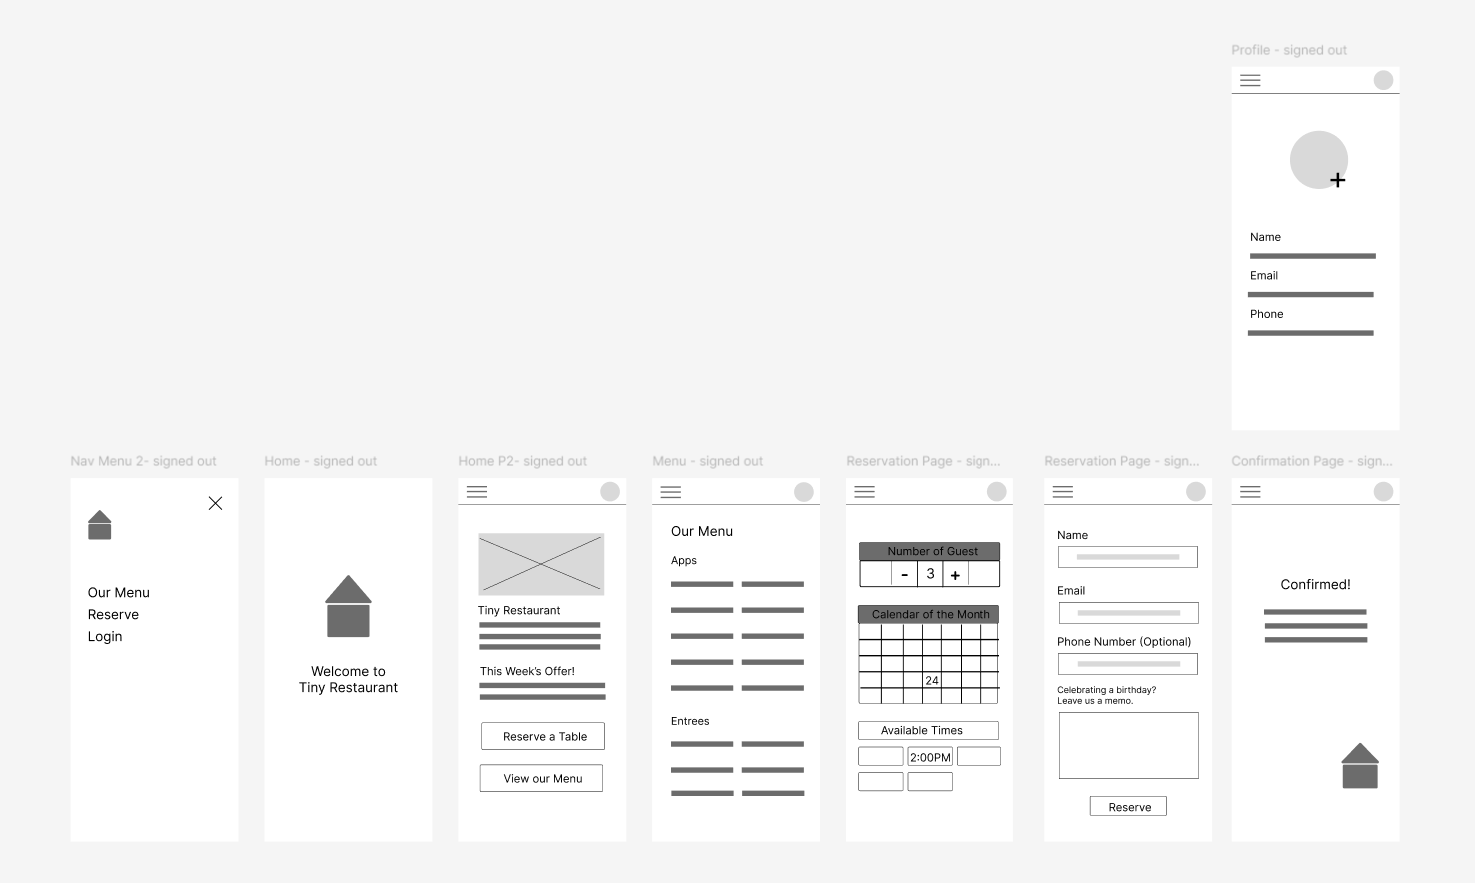 Profile - signed out
Name
Email
Phone
Nav Menu 2- signed out
Our Menu
Reserve
Login
Home - signed out
Welcome to
Tiny Restaurant
Home P2- signed out
Tiny Restaurant
This Week's Offer!
Reserve a Table
View our Menu
Menu - signed out
Our Menu
Apps
Entrees
Reservation Page - sign...
Number of Guest
- 3 +
Calendar of the Month
24
Available Times
2:00PM
Reservation Page - sign...
Name
Email
Phone Number (Optional)
Celebrating a birthday?
Leave us a memo.
Reserve
Confirmation Page - sign...
Confirmed!